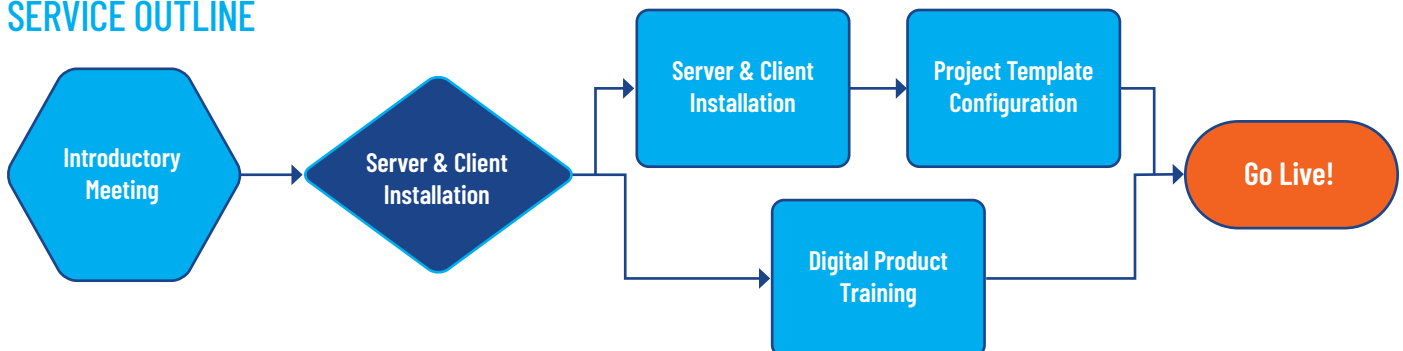 SERVICE OUTLINE
Introductory
Meeting
Server & Client
Installation
Server & Client
Installation
Project Template
Configuration
Digital Product
Training
Go Live!